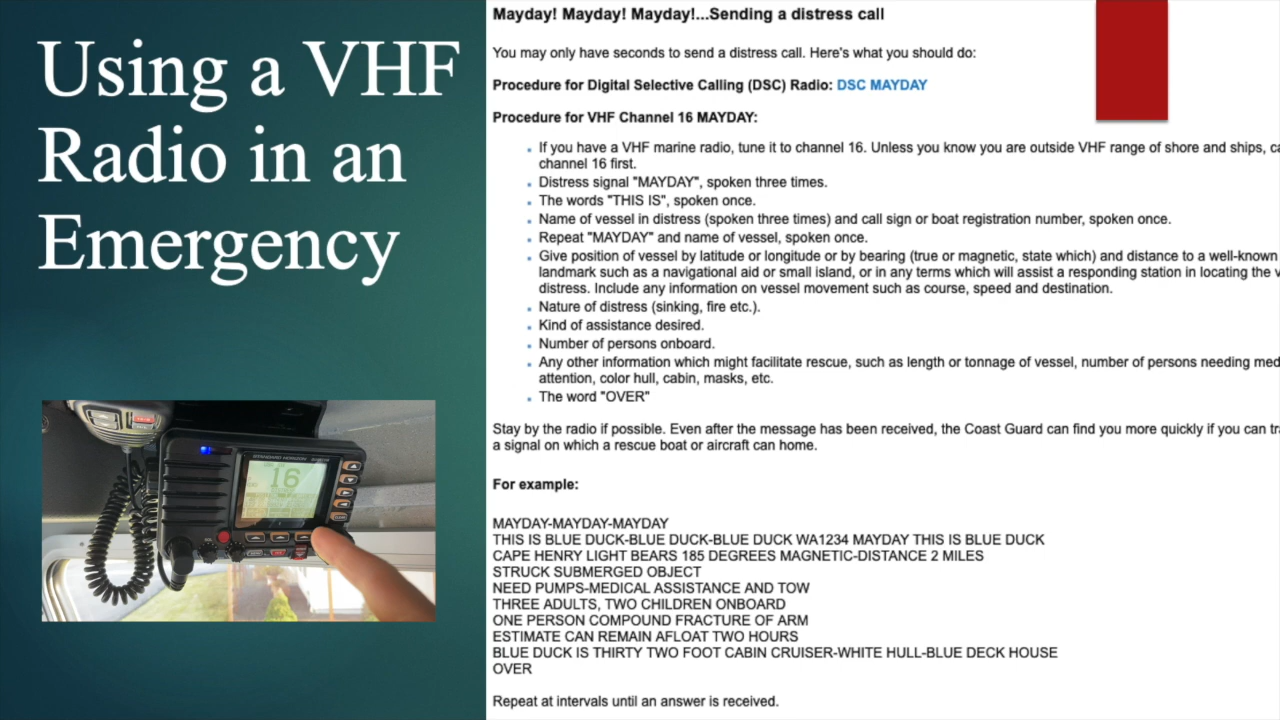 Using a VHF
Radio in an
Emergency
Mayday! Mayday! Mayday!...Sending a distress call
You may only have seconds to send a distress call. Here's what you should do:
Procedure for Digital Selective Calling (DSC) Radio: DSC MAYDAY
Procedure for VHF Channel 16 MAYDAY:
If you have a VHF marine radio, tune it to channel 16. Unless you know you are outside VHF range of shore and ships, ca
channel 16 first.
Distress signal "MAYDAY", spoken three times.
The words "THIS IS", spoken once.
Name of vessel in distress (spoken three times) and call sign or boat registration number, spoken once.
Repeat "MAYDAY" and name of vessel, spoken once.
Give position of vessel by latitude or longitude or by bearing (true or magnetic, state which) and distance to a well-known
landmark such as a navigational aid or small island, or in any terms which will assist a responding station in locating the v
distress. Include any information on vessel movement such as course, speed and destination.
Nature of distress (sinking, fire etc.).
Kind of assistance desired.
Number of persons onboard.
Any other information which might facilitate rescue, such as length or tonnage of vessel, number of persons needing med
attention, color hull, cabin, masks, etc.
The word "OVER"
Stay by the radio if possible. Even after the message has been received, the Coast Guard can find you more quickly if you can tra
a signal on which a rescue boat or aircraft can home.
For example:
MAYDAY-MAYDAY-MAYDAY
THIS IS BLUE DUCK-BLUE DUCK-BLUE DUCK WA1234 MAYDAY THIS IS BLUE DUCK
CAPE HENRY LIGHT BEARS 185 DEGREES MAGNETIC-DISTANCE 2 MILES
STRUCK SUBMERGED OBJECT
NEED PUMPS-MEDICAL ASSISTANCE AND TOW
THREE ADULTS, TWO CHILDREN ONBOARD
ONE PERSON COMPOUND FRACTURE OF ARM
ESTIMATE CAN REMAIN AFLOAT TWO HOURS
BLUE DUCK IS THIRTY TWO FOOT CABIN CRUISER-WHITE HULL-BLUE DECK HOUSE
OVER
Repeat at intervals until an answer is received.
STANDARD HORIZON
16